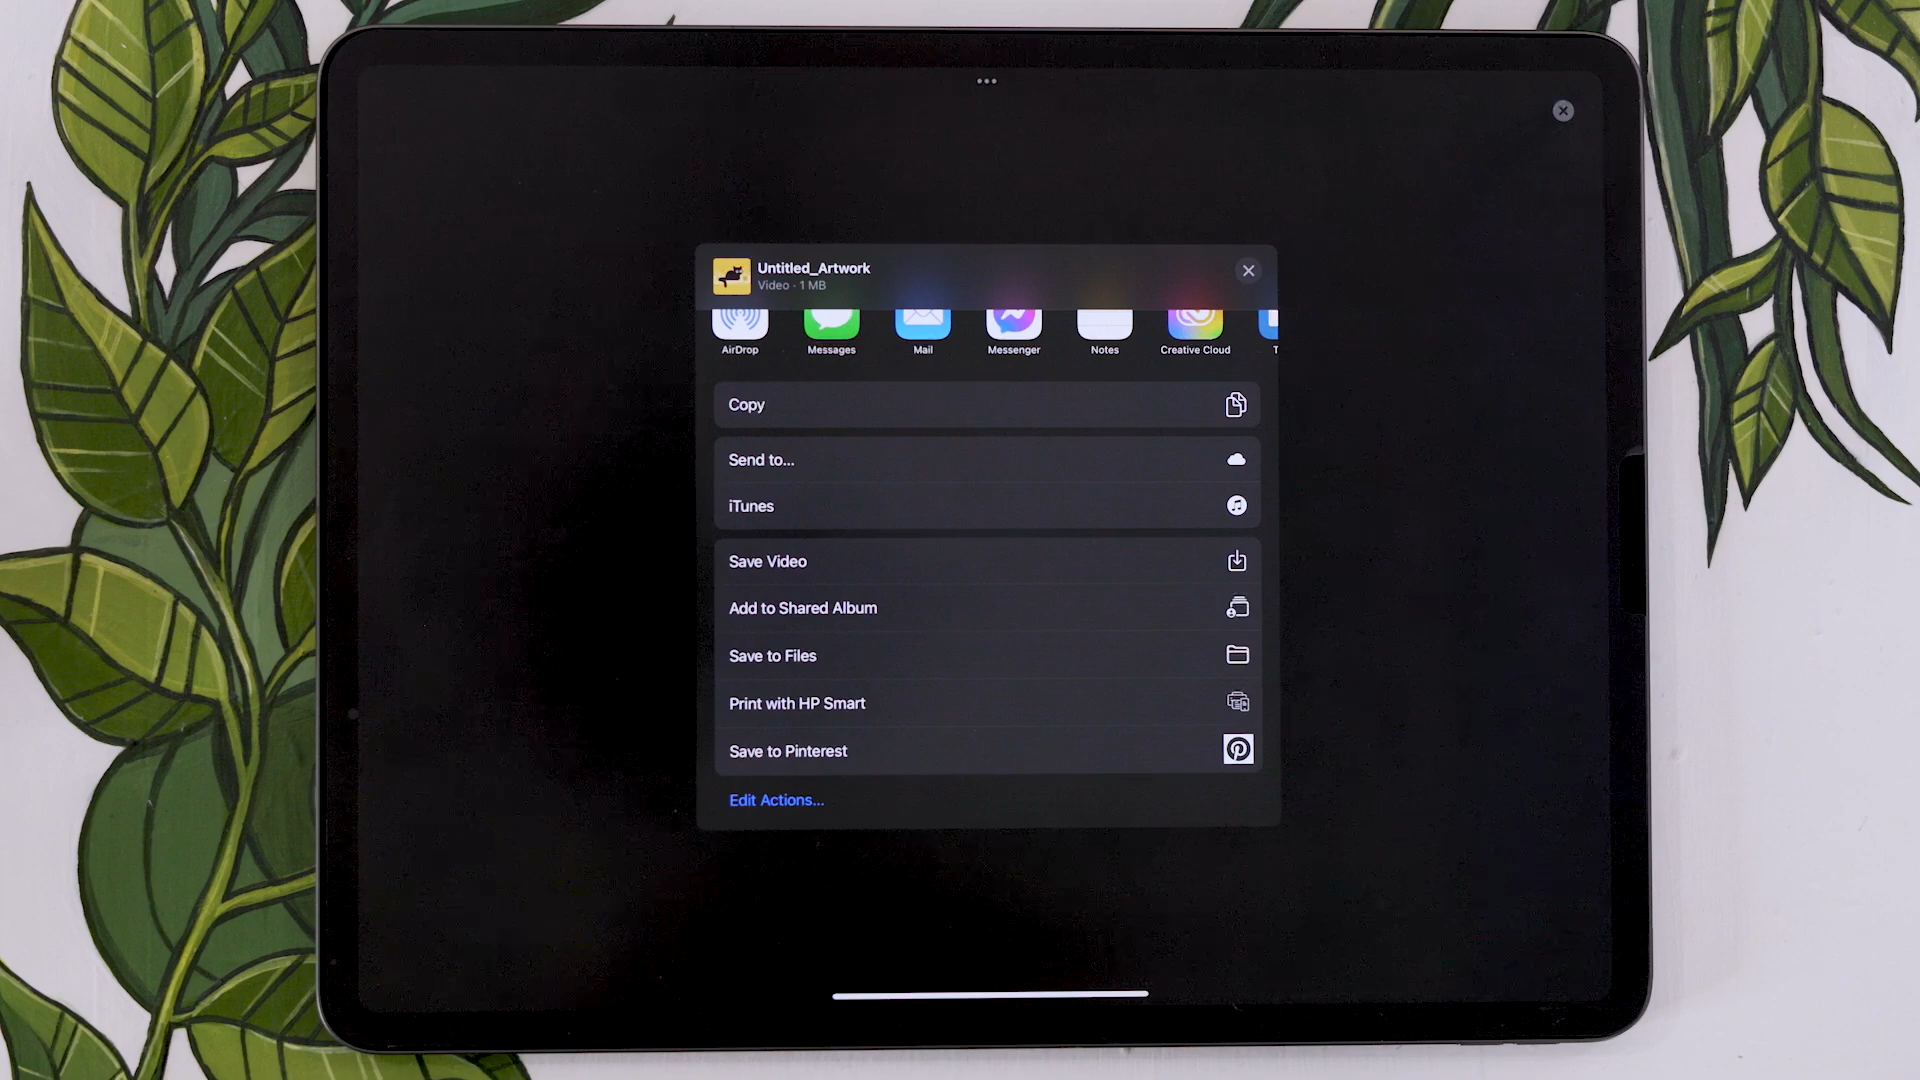 Untitled_Artwork
Video · 1 MB
AirDrop
Messages
Mail
Messenger
Notes
Creative Cloud
T
Copy
Send to...
iTunes
Save Video
Add to Shared Album
Save to Files
Print with HP Smart
Save to Pinterest
Edit Actions...